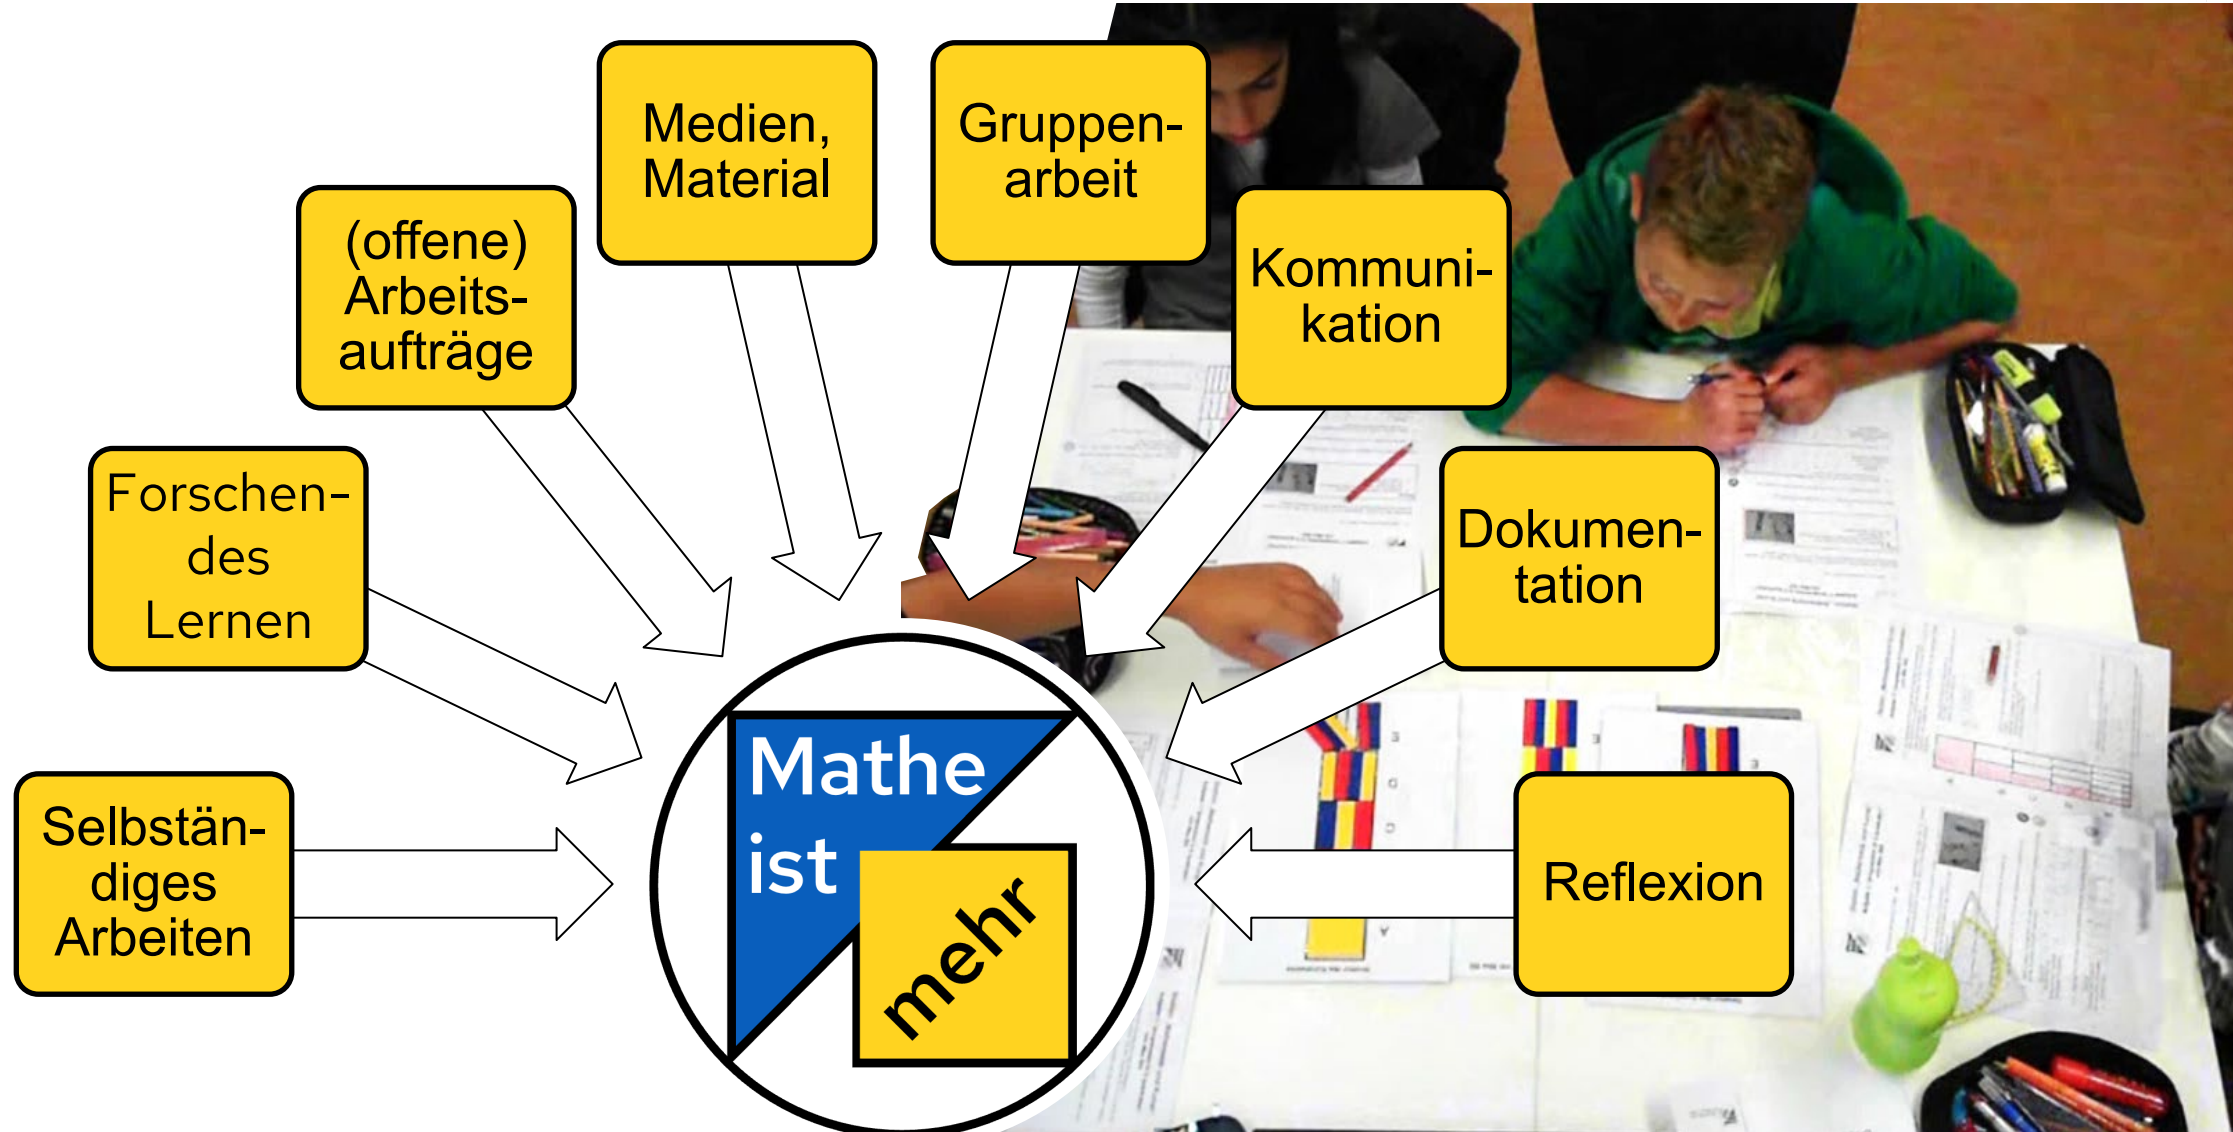 Medien,
Material
Gruppen-
arbeit
(offene)
Arbeits-
aufträge
Kommuni-
kation
Forschen-
des
Lernen
Dokumen-
tation
Selbstän-
diges
Arbeiten
Reflexion
Mathe
ist
mehr